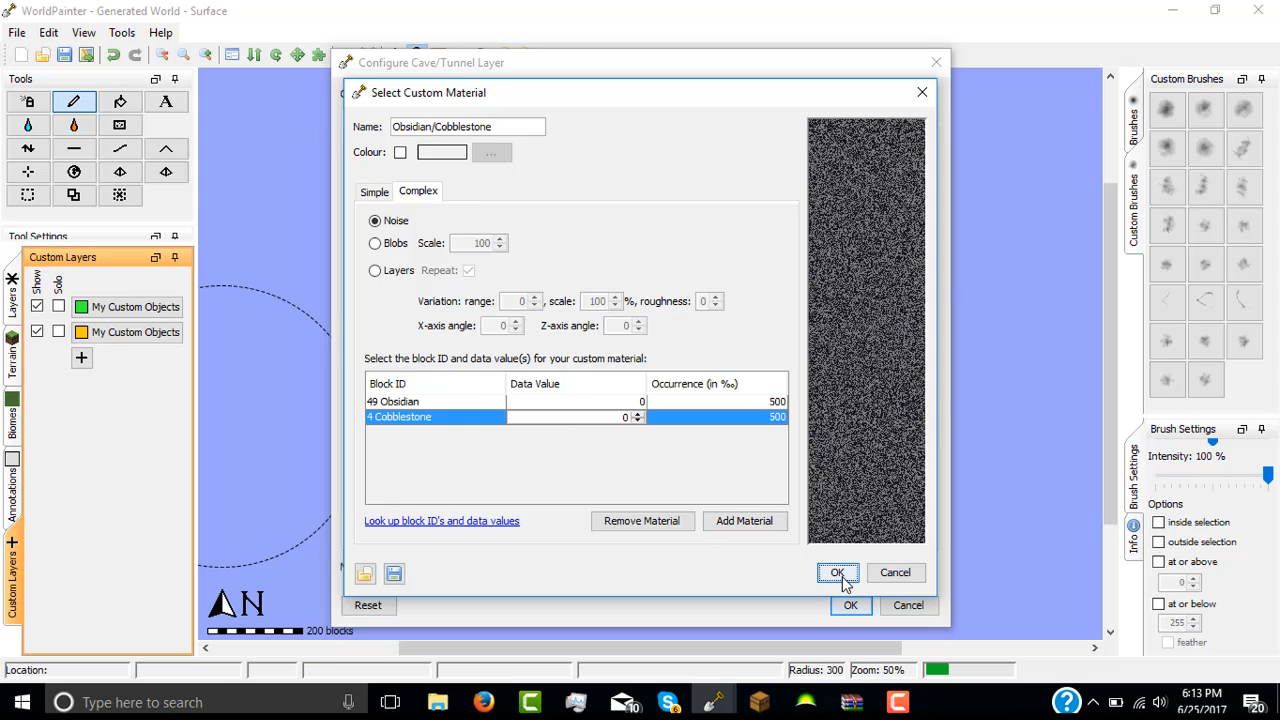 WorldPainter - Generated World - Surface
File Edit View Tools Help
Configure Cave/Tunnel Layer
Select Custom Material
Name: Obsidian/Cobblestone
Colour: ...
Simple Complex
Noise
Blobs Scale: 100
Layers Repeat:
Variation: range: 0 , scale: 100 %, roughness: 0
X-axis angle: 0 Z-axis angle: 0
Select the block ID and data value(s) for your custom material:
Block ID Data Value Occurrence (in ‰)
49 Obsidian 0 500
4 Cobblestone 0 500
Look up block ID's and data values Remove Material Add Material
OK Cancel
Reset OK Cancel
Tools
A
Tool Settings
Custom Layers
Show Solo
My Custom Objects
My Custom Objects
+
Layers
Terrain
Biomes
Annotations
Custom Layers
N
200 blocks
Brushes
Custom Brushes
Custom Brushes
Brush Settings
Info
Brush Settings
Intensity: 100 %
Options
inside selection
outside selection
at or above
0
at or below
255
feather
Location: Radius: 300 Zoom: 50%
Type here to search
10
6
6:13 PM
6/25/2017
20